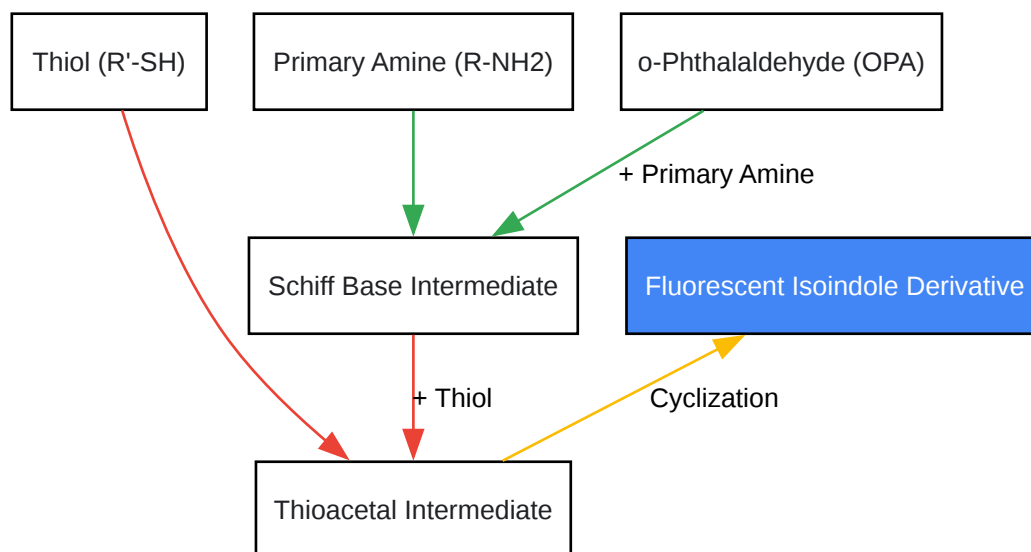 Thiol (R'-SH)
Primary Amine (R-NH2)
o-Phthalaldehyde (OPA)
+ Primary Amine
Schiff Base Intermediate
Fluorescent Isoindole Derivative
+ Thiol
Cyclization
Thioacetal Intermediate